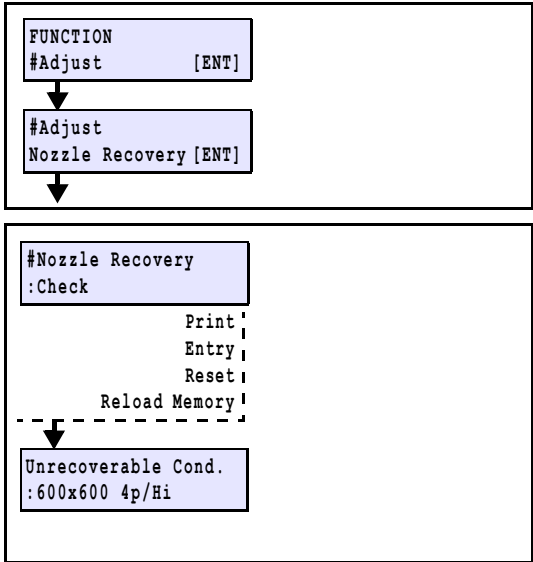 FUNCTION
#Adjust [ENT]
#Adjust
Nozzle Recovery [ENT]
#Nozzle Recovery
:Check
Print
Entry
Reset
Reload Memory
Unrecoverable Cond.
:600x600 4p/Hi